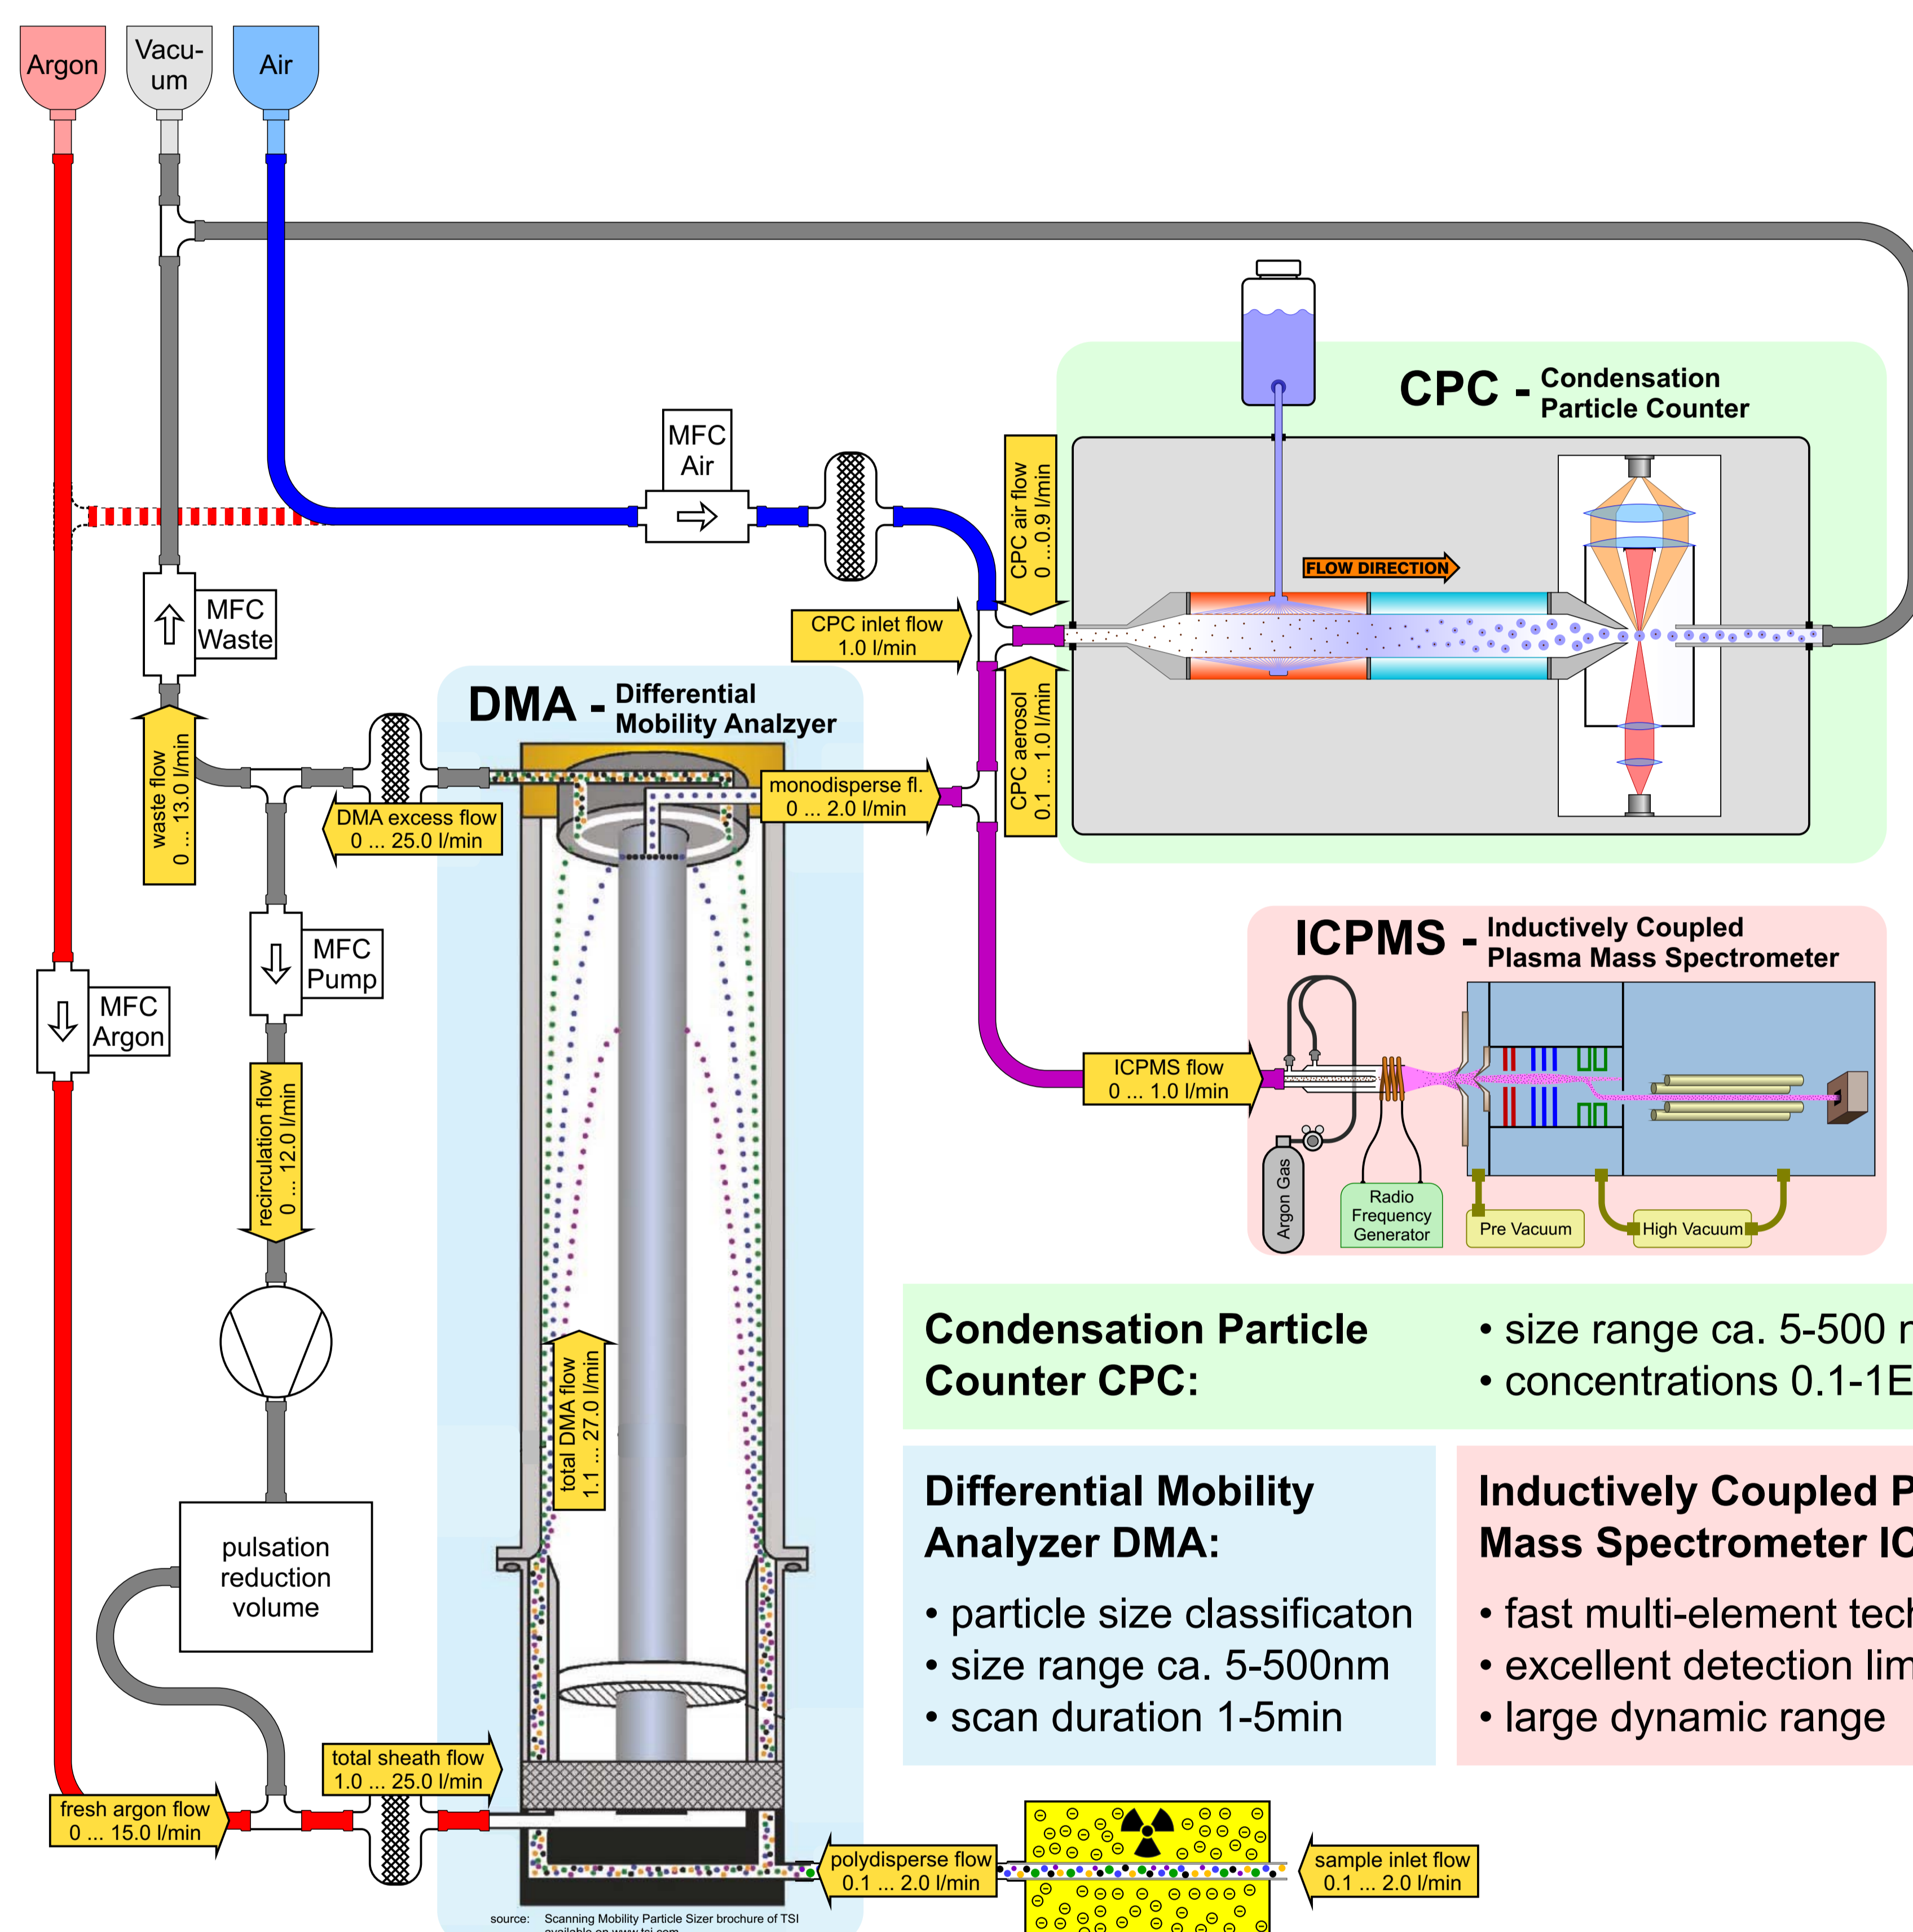 Argon
Vacu-
um
Air
MFC
Air
CPC - Condensation
Particle Counter
CPC air flow
0 ...0.9 l/min
FLOW DIRECTION
CPC inlet flow
1.0 l/min
MFC
Waste
DMA - Differential
Mobility Analzyer
CPC aerosol
0.1 ... 1.0 l/min
waste flow
0 ... 13.0 l/min
monodisperse fl.
0 ... 2.0 l/min
DMA excess flow
0 ... 25.0 l/min
MFC
Pump
MFC
Argon
ICPMS - Inductively Coupled
Plasma Mass Spectrometer
ICPMS flow
0 ... 1.0 l/min
recirculation flow
0 ... 12.0 l/min
Argon Gas
Radio
Frequency
Generator
Pre Vacuum
High Vacuum
total DMA flow
1.1 ... 27.0 l/min
Condensation Particle
Counter CPC:
• size range ca. 5-500 n
• concentrations 0.1-1E
pulsation
reduction
volume
Differential Mobility
Analyzer DMA:
• particle size classificaton
• size range ca. 5-500nm
• scan duration 1-5min
Inductively Coupled P
Mass Spectrometer IC
• fast multi-element tech
• excellent detection lim
• large dynamic range
total sheath flow
1.0 ... 25.0 l/min
fresh argon flow
0 ... 15.0 l/min
polydisperse flow
0.1 ... 2.0 l/min
sample inlet flow
0.1 ... 2.0 l/min
source: Scanning Mobility Particle Sizer brochure of TSI
available on www.tsi.com